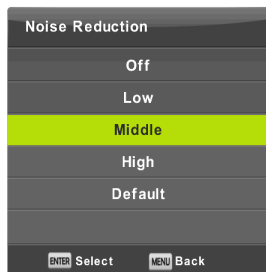 Noise Reduction
Off
Low
Middle
High
Default
ENTER Select MENU Back